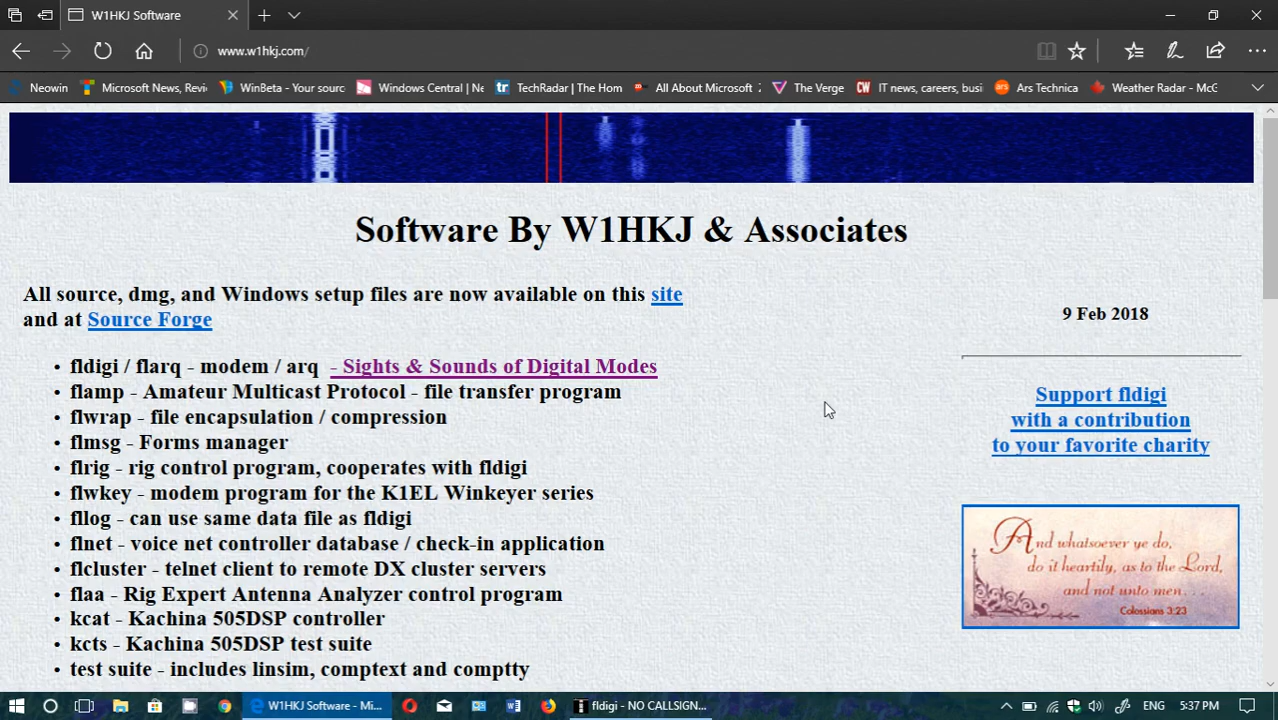 W1HKJ Software
www.w1hkj.com/
Neowin
Microsoft News, Revi
WinBeta - Your sourc
Windows Central | Ne
TechRadar | The Hom
All About Microsoft
The Verge
IT news, careers, busi
Ars Technica
Weather Radar - McG
Software By W1HKJ & Associates
All source, dmg, and Windows setup files are now available on this site
and at Source Forge
9 Feb 2018
• fldigi / flarq - modem / arq - Sights & Sounds of Digital Modes
• flamp - Amateur Multicast Protocol - file transfer program
• flwrap - file encapsulation / compression
• flmsg - Forms manager
• flrig - rig control program, cooperates with fldigi
• flwkey - modem program for the K1EL Winkeyer series
• fllog - can use same data file as fldigi
• flnet - voice net controller database / check-in application
• flcluster - telnet client to remote DX cluster servers
• flaa - Rig Expert Antenna Analyzer control program
• kcat - Kachina 505DSP controller
• kcts - Kachina 505DSP test suite
• test suite - includes linsim, comptext and comptty
Support fldigi
with a contribution
to your favorite charity
And whatsoever ye do,
do it heartily, as to the Lord,
and not unto men...
Colossians 3:23
W1HKJ Software - Mi...
fldigi - NO CALLSIGN...
ENG
5:37 PM